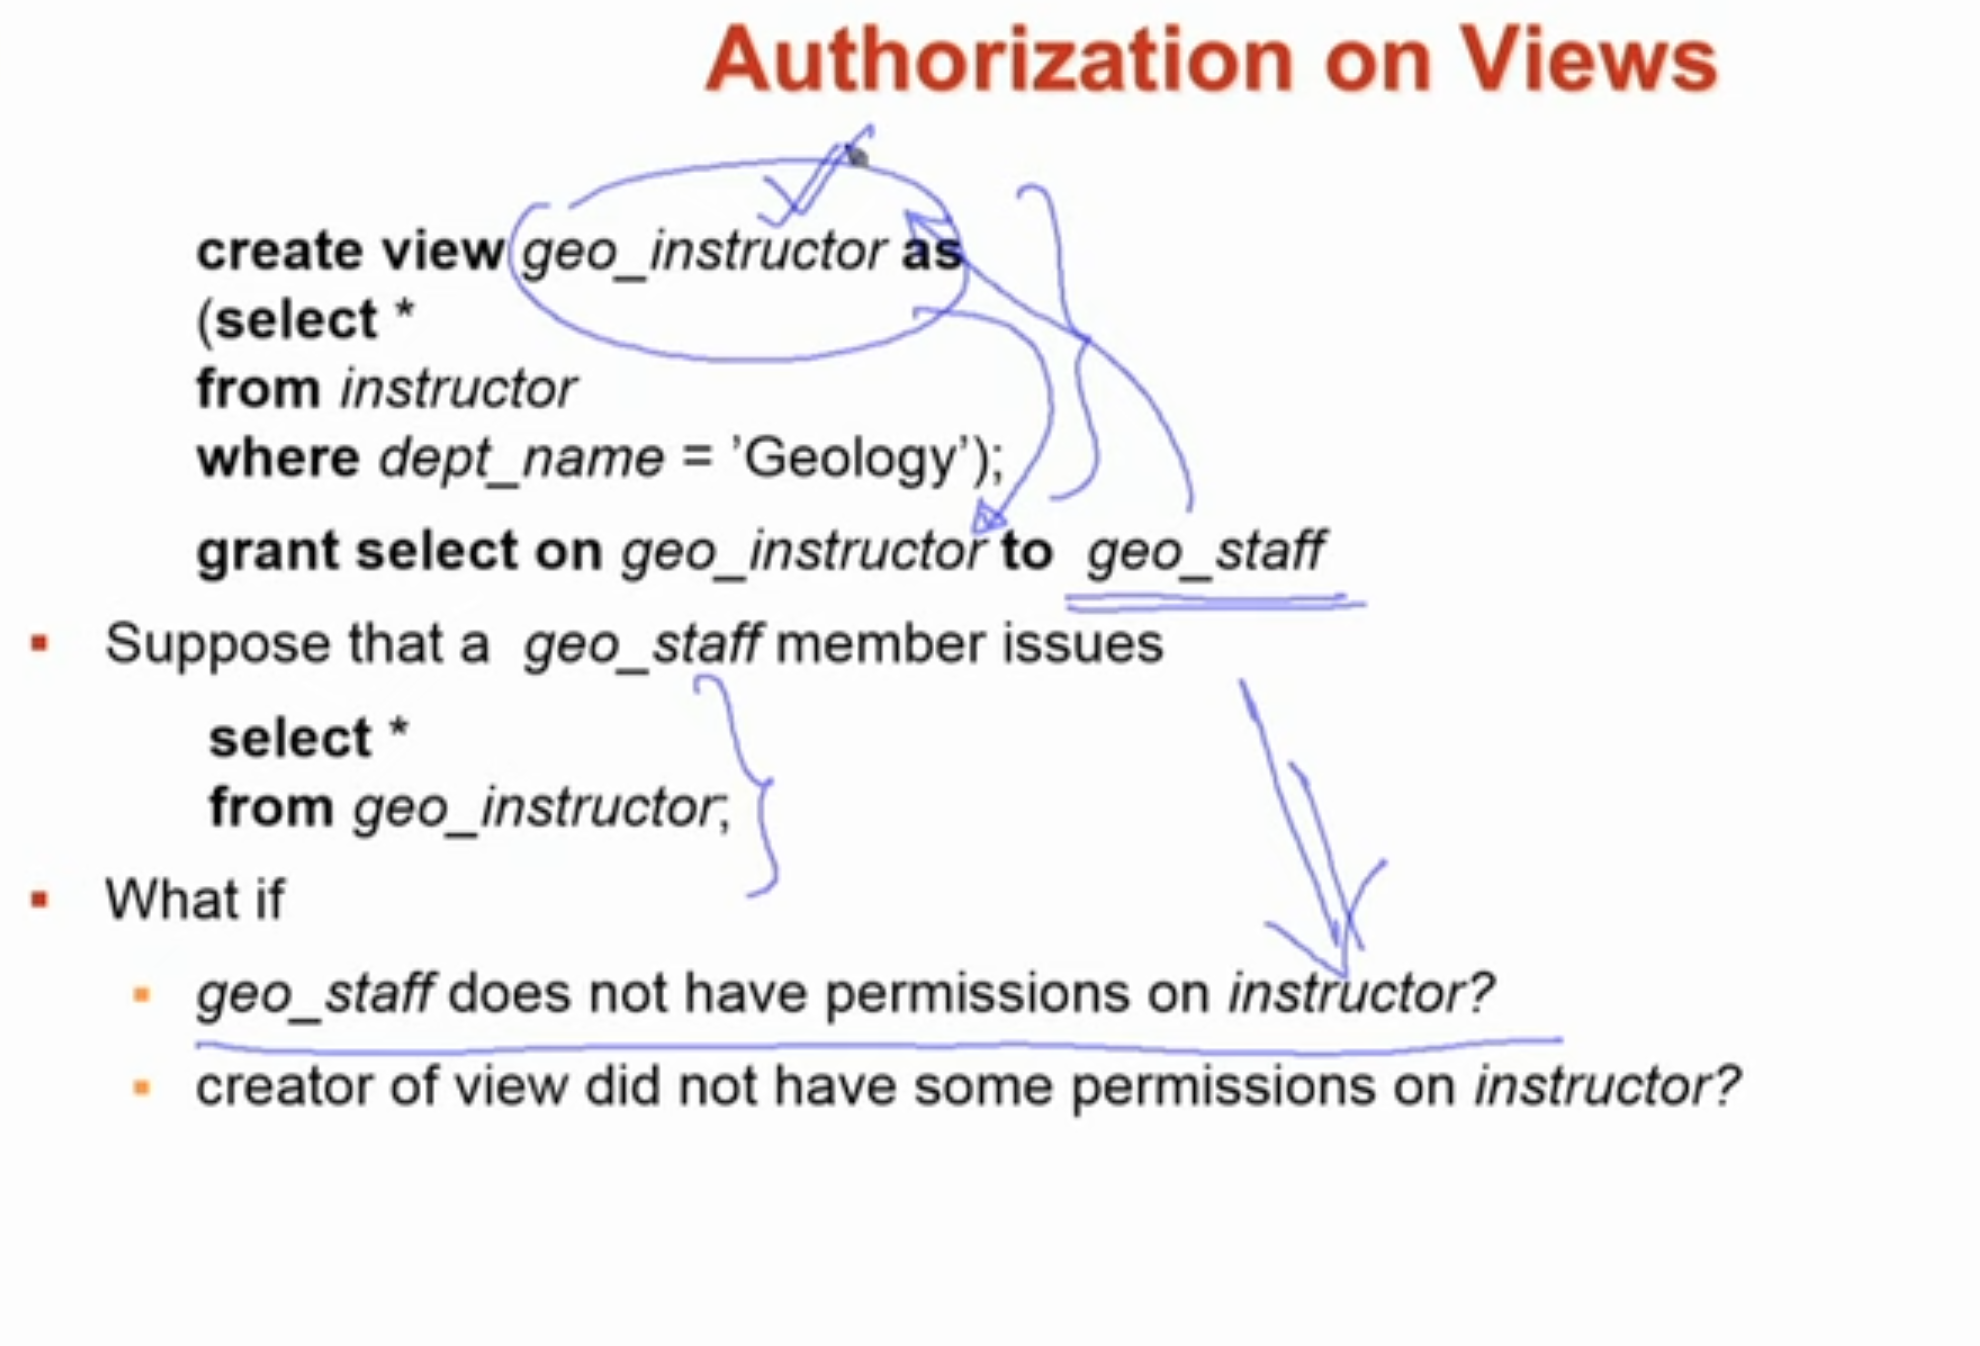 Authorization on Views
create view geo_instructor as
(select *
from instructor
where dept_name = ’Geology’);
grant select on geo_instructor to geo_staff
▪ Suppose that a geo_staff member issues
select *
from geo_instructor;
▪ What if
▪ geo_staff does not have permissions on instructor?
▪ creator of view did not have some permissions on instructor?